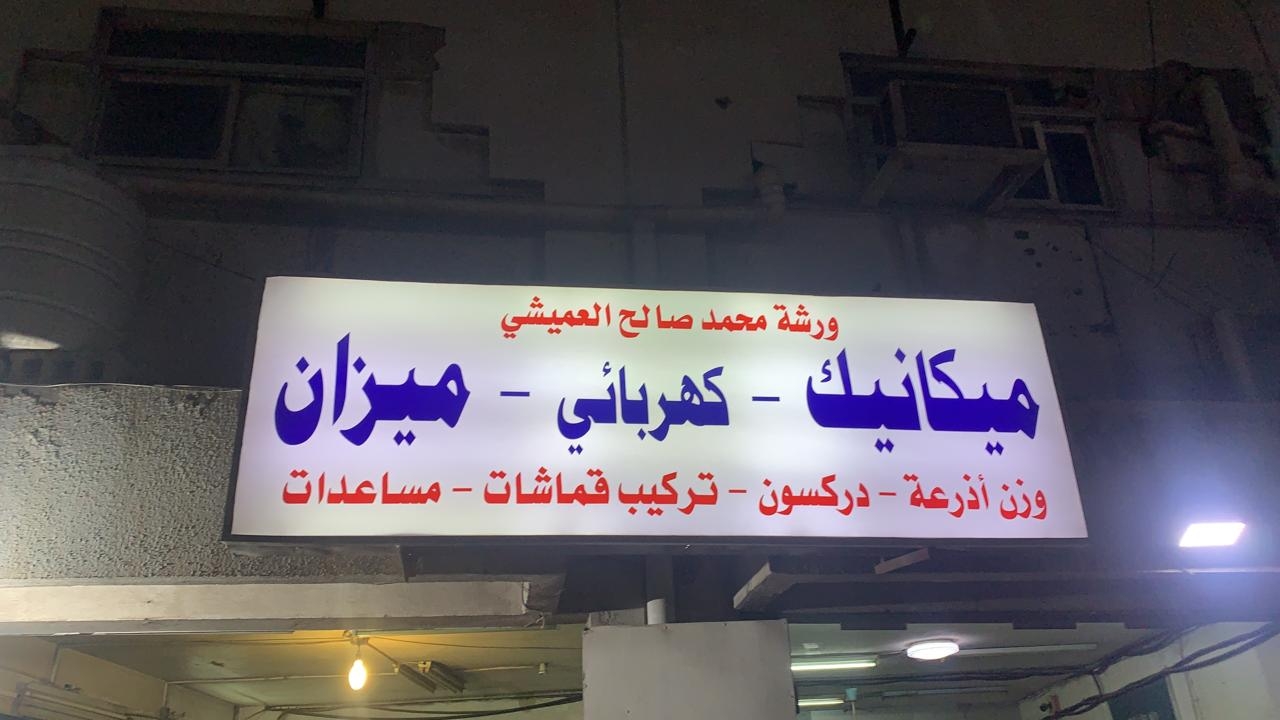 ورشة محمد صالح العميشي
ميكانيك - كهربائي - ميزان
وزن أذرعة - دركسون - تركيب قماشات - مساعدات